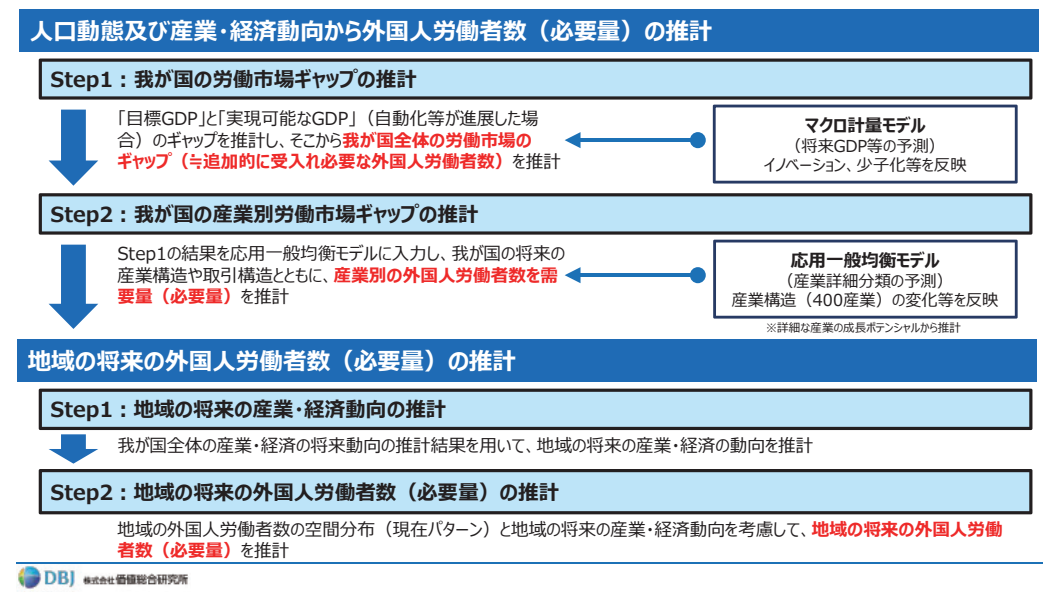 人口動態及び産業・経済動向から外国人労働者数（必要量）の推計
Step1：我が国の労働市場ギャップの推計
「目標GDP」と「実現可能なGDP」（自動化等が進展した場
合）のギャップを推計し、そこから我が国全体の労働市場の
ギャップ（≒追加的に受入れ必要な外国人労働者数）を推計
マクロ計量モデル
（将来GDP等の予測）
イノベーション、少子化等を反映
Step2：我が国の産業別労働市場ギャップの推計
Step1の結果を応用一般均衡モデルに入力し、我が国の将来の
産業構造や取引構造とともに、産業別の外国人労働者数を需
要量（必要量）を推計
応用一般均衡モデル
（産業詳細分類の予測）
産業構造（400産業）の変化等を反映
※詳細な産業の成長ポテンシャルから推計
地域の将来の外国人労働者数（必要量）の推計
Step1：地域の将来の産業・経済動向の推計
我が国全体の産業・経済の将来動向の推計結果を用いて、地域の将来の産業・経済の動向を推計
Step2：地域の将来の外国人労働者数（必要量）の推計
地域の外国人労働者数の空間分布（現在パターン）と地域の将来の産業・経済動向を考慮して、地域の将来の外国人労働
者数（必要量）を推計
DBJ 株式会社価値総合研究所